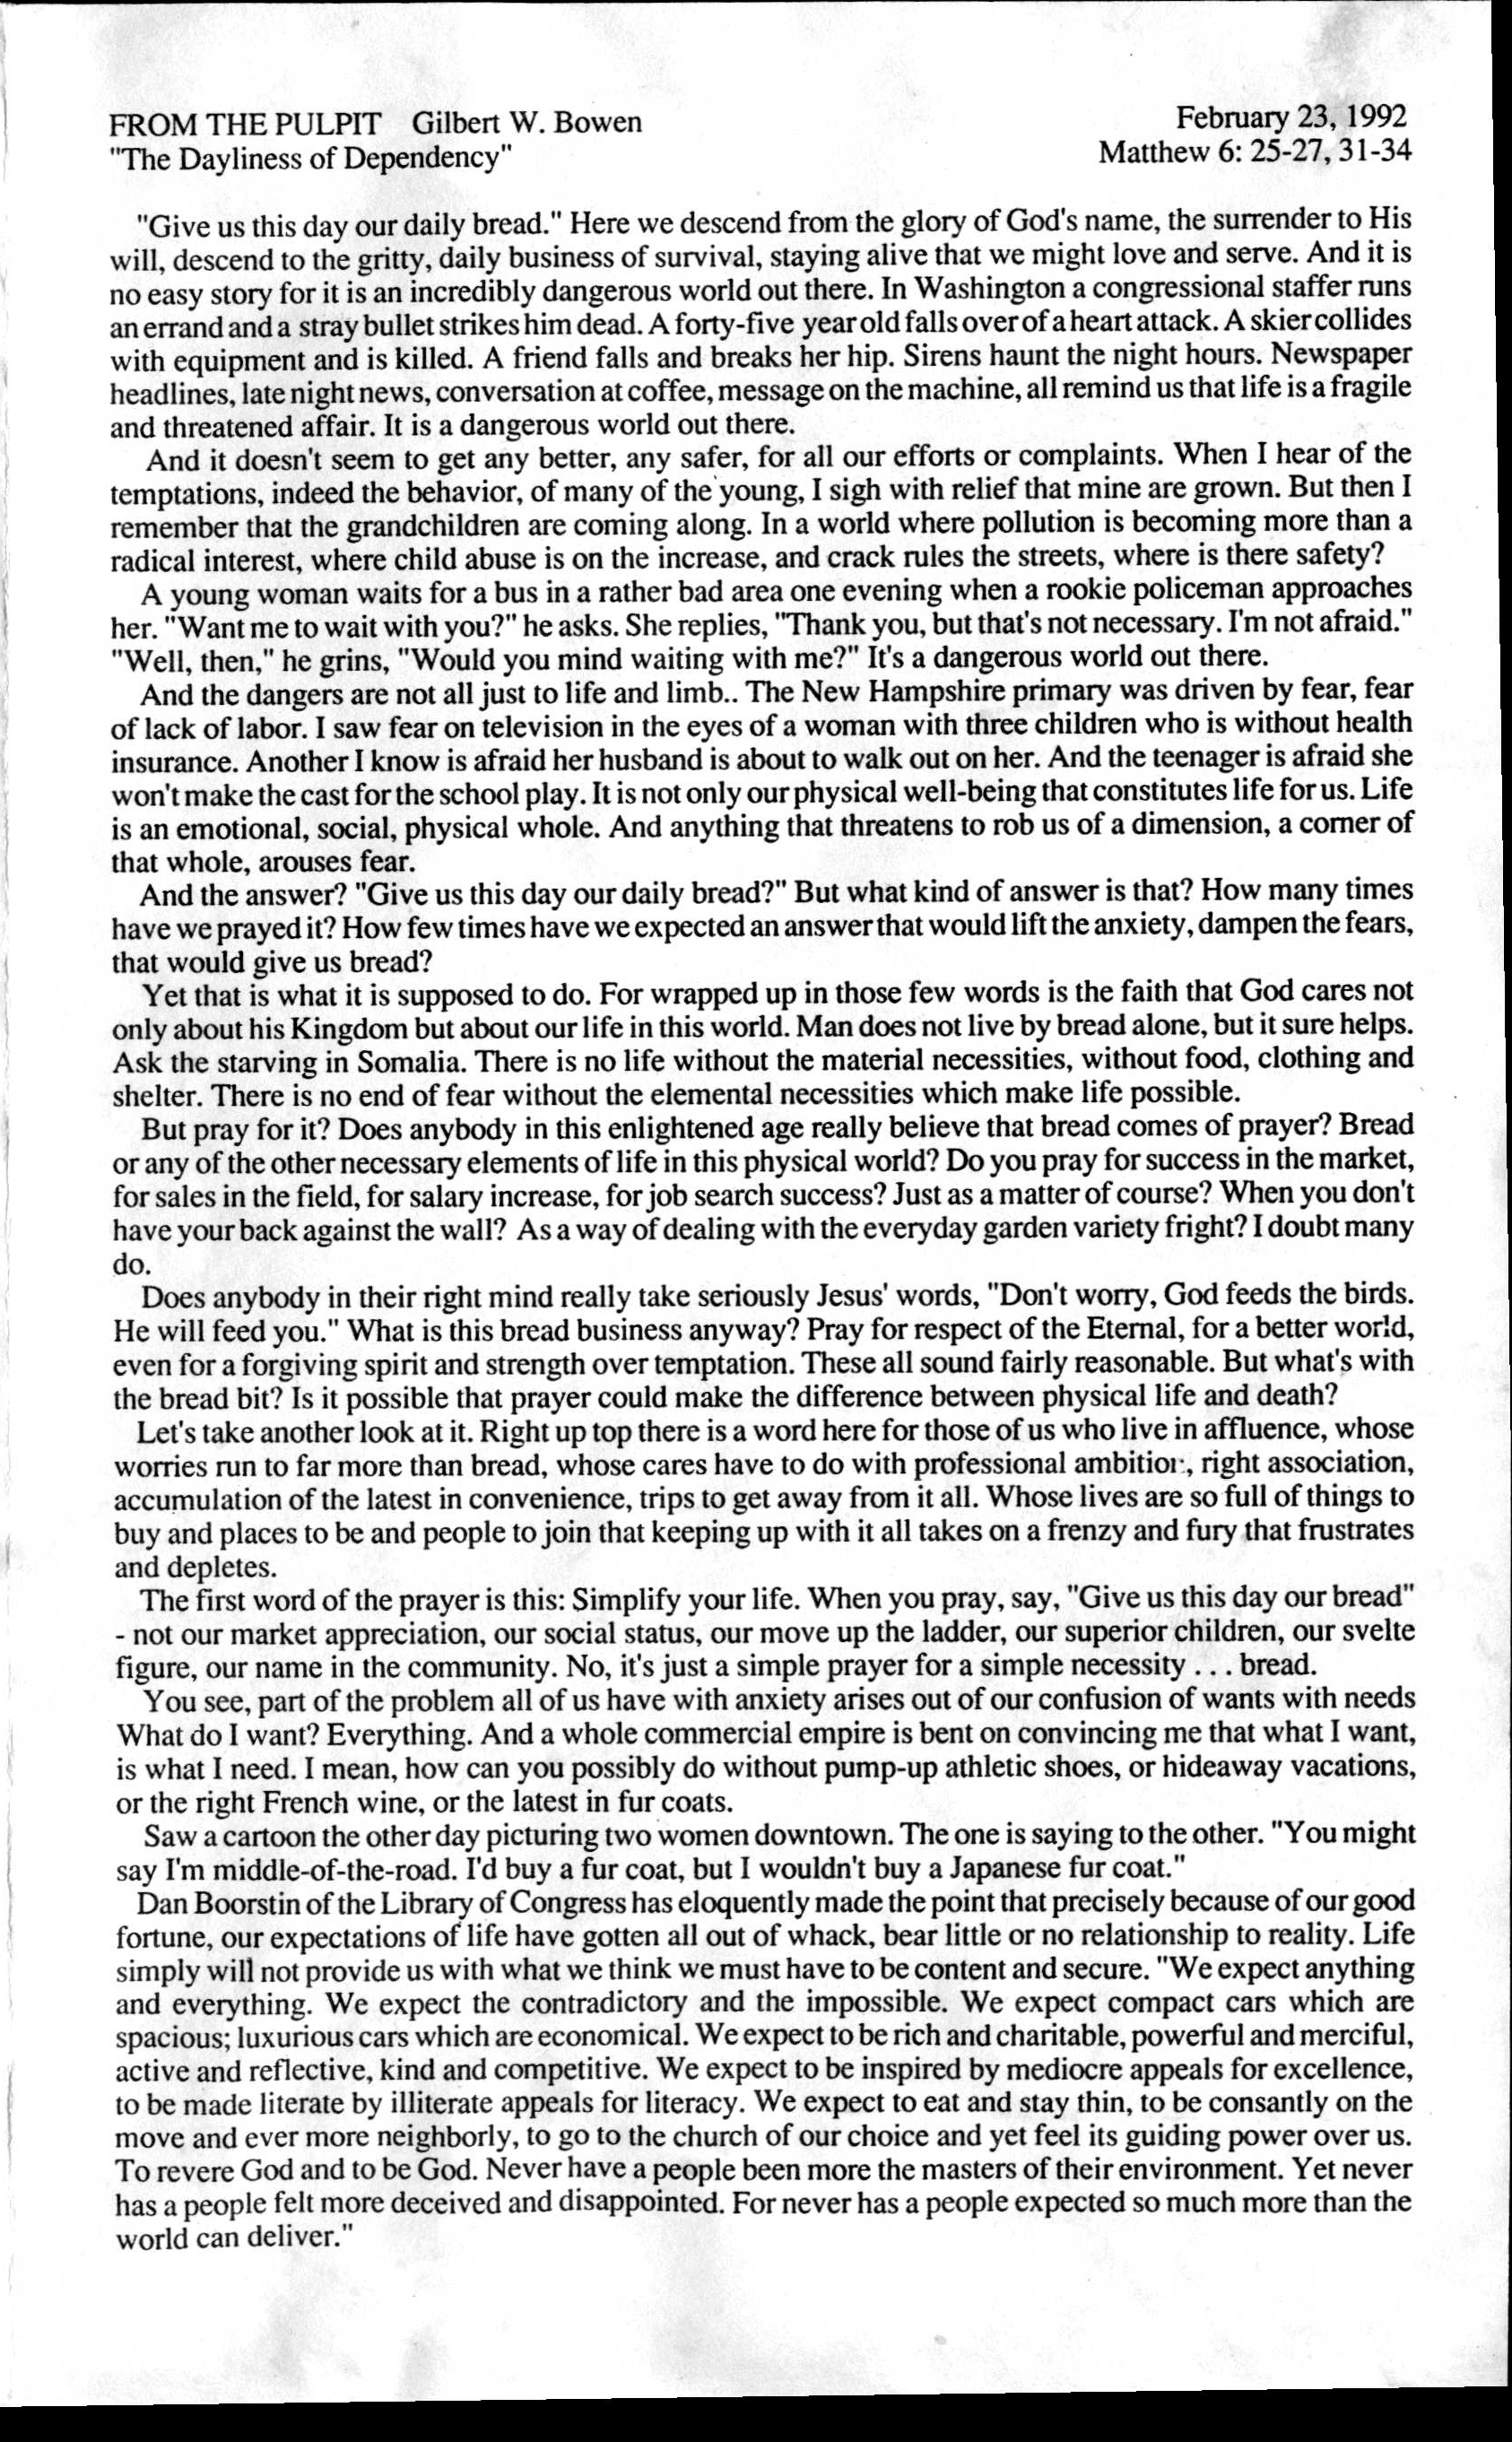 FROM THE PULPIT Gilbert W. Bowen
"The Dayliness of Dependency"
February 23, 1992
Matthew 6: 25-27, 31-34
"Give us this day our daily bread." Here we descend from the glory of God's name, the surrender to His
will, descend to the gritty, daily business of survival, staying alive that we might love and serve. And it is
no easy story for it is an incredibly dangerous world out there. In Washington a congressional staffer runs
an errand and a stray bullet strikes him dead. A forty-five year old falls over of a heart attack. A skier collides
with equipment and is killed. A friend falls and breaks her hip. Sirens haunt the night hours. Newspaper
headlines, late night news, conversation at coffee, message on the machine, all remind us that life is a fragile
and threatened affair. It is a dangerous world out there.
And it doesn't seem to get any better, any safer, for all our efforts or complaints. When I hear of the
temptations, indeed the behavior, of many of the young, I sigh with relief that mine are grown. But then I
remember that the grandchildren are coming along. In a world where pollution is becoming more than a
radical interest, where child abuse is on the increase, and crack rules the streets, where is there safety?
A young woman waits for a bus in a rather bad area one evening when a rookie policeman approaches
her. "Want me to wait with you?" he asks. She replies, "Thank you, but that's not necessary. I'm not afraid."
"Well, then," he grins, "Would you mind waiting with me?" It's a dangerous world out there.
And the dangers are not all just to life and limb.. The New Hampshire primary was driven by fear, fear
of lack of labor. I saw fear on television in the eyes of a woman with three children who is without health
insurance. Another I know is afraid her husband is about to walk out on her. And the teenager is afraid she
won't make the cast for the school play. It is not only our physical well-being that constitutes life for us. Life
is an emotional, social, physical whole. And anything that threatens to rob us of a dimension, a corner of
that whole, arouses fear.
And the answer? "Give us this day our daily bread?" But what kind of answer is that? How many times
have we prayed it? How few times have we expected an answer that would lift the anxiety, dampen the fears,
that would give us bread?
Yet that is what it is supposed to do. For wrapped up in those few words is the faith that God cares not
only about his Kingdom but about our life in this world. Man does not live by bread alone, but it sure helps.
Ask the starving in Somalia. There is no life without the material necessities, without food, clothing and
shelter. There is no end of fear without the elemental necessities which make life possible.
But pray for it? Does anybody in this enlightened age really believe that bread comes of prayer? Bread
or any of the other necessary elements of life in this physical world? Do you pray for success in the market,
for sales in the field, for salary increase, for job search success? Just as a matter of course? When you don't
have your back against the wall? As a way of dealing with the everyday garden variety fright? I doubt many
do.
Does anybody in their right mind really take seriously Jesus' words, "Don't worry, God feeds the birds.
He will feed you." What is this bread business anyway? Pray for respect of the Eternal, for a better world,
even for a forgiving spirit and strength over temptation. These all sound fairly reasonable. But what's with
the bread bit? Is it possible that prayer could make the difference between physical life and death?
Let's take another look at it. Right up top there is a word here for those of us who live in affluence, whose
worries run to far more than bread, whose cares have to do with professional ambition, right association,
accumulation of the latest in convenience, trips to get away from it all. Whose lives are so full of things to
buy and places to be and people to join that keeping up with it all takes on a frenzy and fury that frustrates
and depletes.
The first word of the prayer is this: Simplify your life. When you pray, say, "Give us this day our bread"
- not our market appreciation, our social status, our move up the ladder, our superior children, our svelte
figure, our name in the community. No, it's just a simple prayer for a simple necessity . . . bread.
You see, part of the problem all of us have with anxiety arises out of our confusion of wants with needs
What do I want? Everything. And a whole commercial empire is bent on convincing me that what I want,
is what I need. I mean, how can you possibly do without pump-up athletic shoes, or hideaway vacations,
or the right French wine, or the latest in fur coats.
Saw a cartoon the other day picturing two women downtown. The one is saying to the other. "You might
say I'm middle-of-the-road. I'd buy a fur coat, but I wouldn't buy a Japanese fur coat."
Dan Boorstin of the Library of Congress has eloquently made the point that precisely because of our good
fortune, our expectations of life have gotten all out of whack, bear little or no relationship to reality. Life
simply will not provide us with what we think we must have to be content and secure. "We expect anything
and everything. We expect the contradictory and the impossible. We expect compact cars which are
spacious; luxurious cars which are economical. We expect to be rich and charitable, powerful and merciful,
active and reflective, kind and competitive. We expect to be inspired by mediocre appeals for excellence,
to be made literate by illiterate appeals for literacy. We expect to eat and stay thin, to be consantly on the
move and ever more neighborly, to go to the church of our choice and yet feel its guiding power over us.
To revere God and to be God. Never have a people been more the masters of their environment. Yet never
has a people felt more deceived and disappointed. For never has a people expected so much more than the
world can deliver."